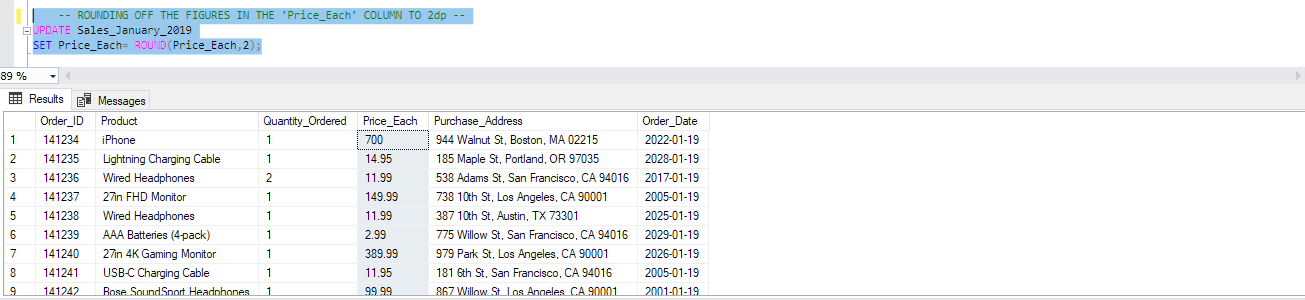 -- ROUNDING OFF THE FIGURES IN THE 'Price_Each' COLUMN TO 2dp --
UPDATE Sales_January_2019
SET Price_Each= ROUND(Price_Each,2);
89 %
Results Messages
Order_ID Product Quantity_Ordered Price_Each Purchase_Address Order_Date
1 141234 iPhone 1 700 944 Walnut St, Boston, MA 02215 2022-01-19
2 141235 Lightning Charging Cable 1 14.95 185 Maple St, Portland, OR 97035 2028-01-19
3 141236 Wired Headphones 2 11.99 538 Adams St, San Francisco, CA 94016 2017-01-19
4 141237 27in FHD Monitor 1 149.99 738 10th St, Los Angeles, CA 90001 2005-01-19
5 141238 Wired Headphones 1 11.99 387 10th St, Austin, TX 73301 2025-01-19
6 141239 AAA Batteries (4-pack) 1 2.99 775 Willow St, San Francisco, CA 94016 2029-01-19
7 141240 27in 4K Gaming Monitor 1 389.99 979 Park St, Los Angeles, CA 90001 2026-01-19
8 141241 USB-C Charging Cable 1 11.95 181 6th St, San Francisco, CA 94016 2005-01-19
9 141242 Bose SoundSport Headphones 1 99.99 867 Willow St, Los Angeles, CA 90001 2001-01-19